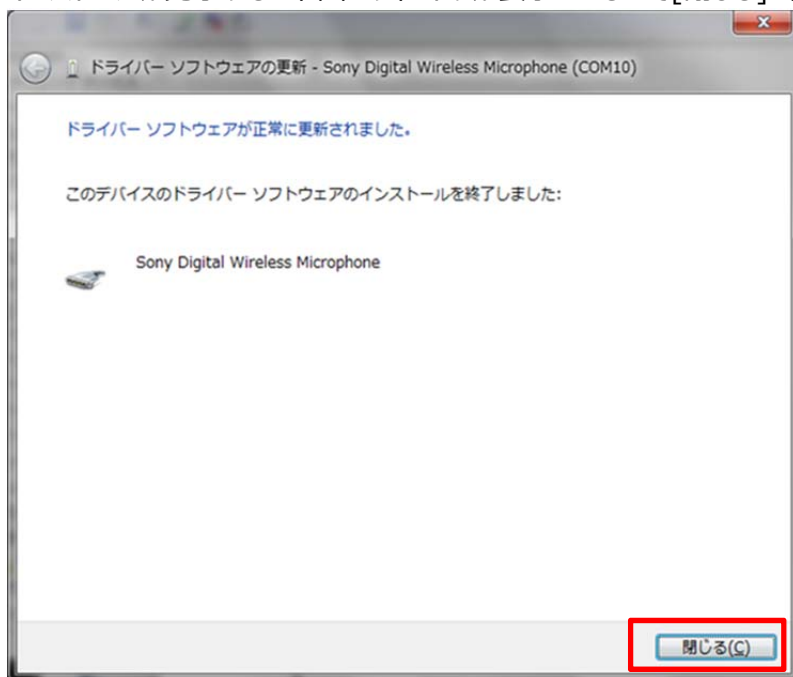 ドライバー ソフトウェアの更新 - Sony Digital Wireless Microphone (COM10)
ドライバー ソフトウェアが正常に更新されました。
このデバイスのドライバー ソフトウェアのインストールを終了しました:
Sony Digital Wireless Microphone
閉じる(C)